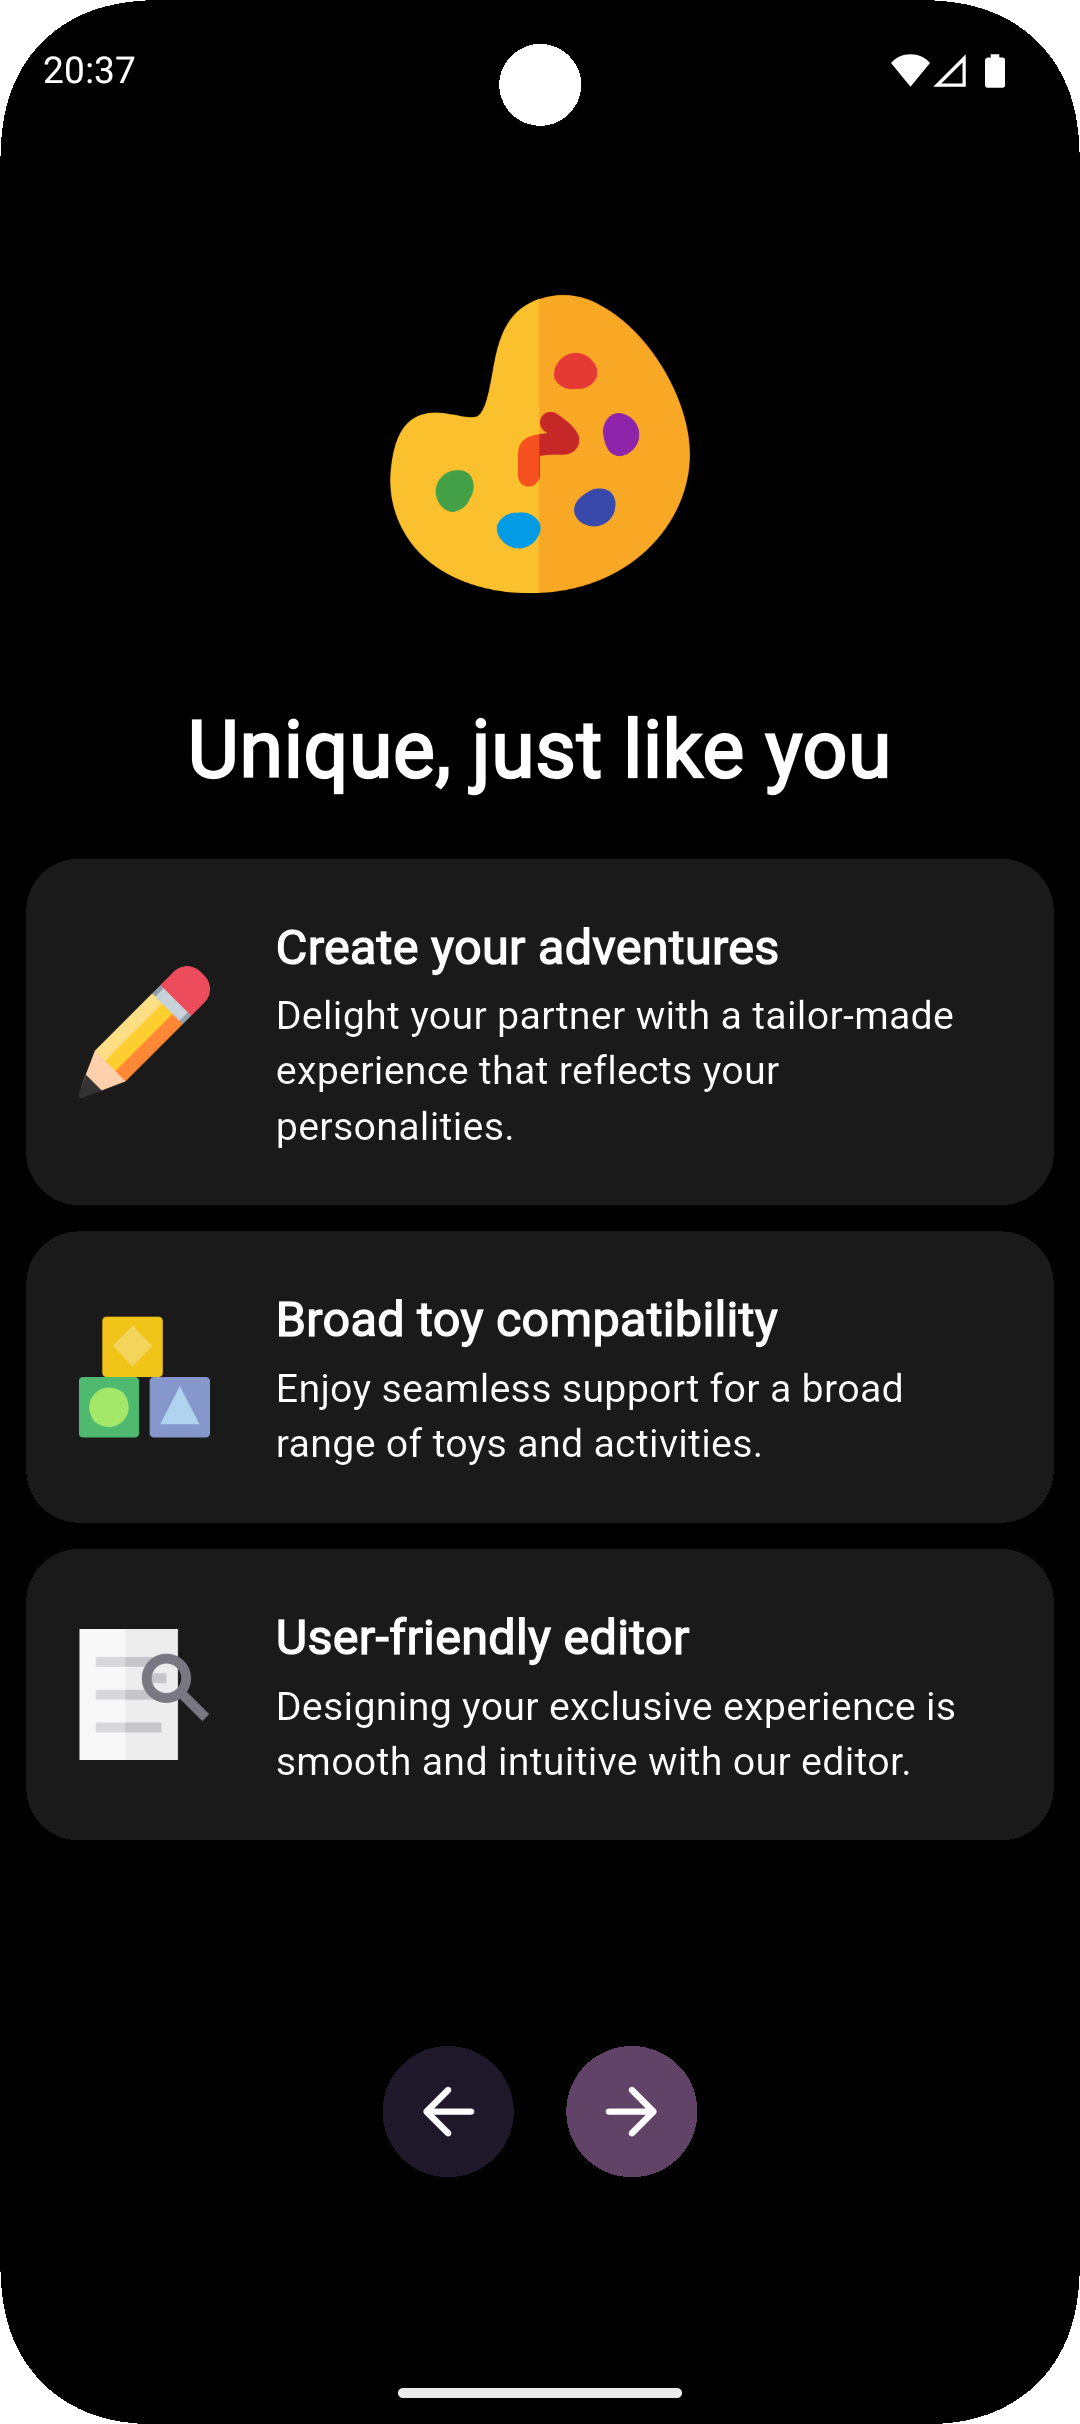 20:37
Unique, just like you
Create your adventures
Delight your partner with a tailor-made
experience that reflects your
personalities.
Broad toy compatibility
Enjoy seamless support for a broad
range of toys and activities.
User-friendly editor
Designing your exclusive experience is
smooth and intuitive with our editor.